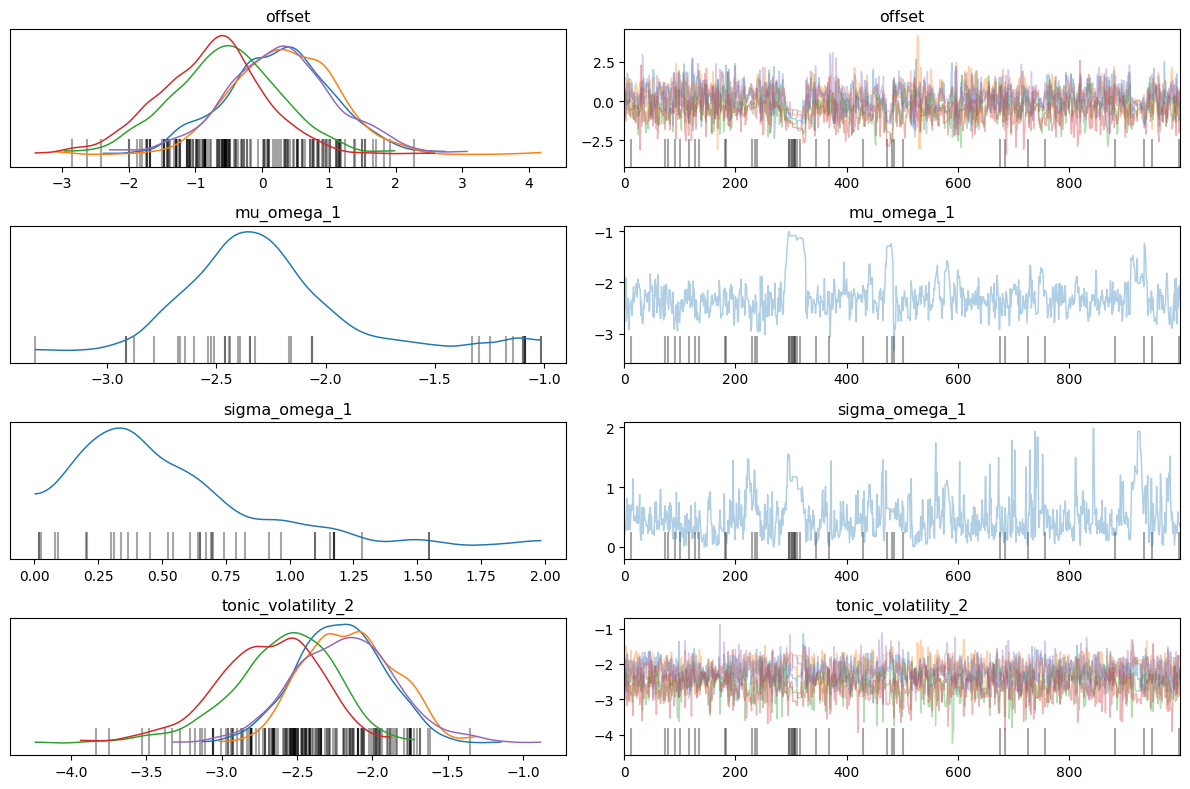 offset offset
−3 −2 −1 0 1 2 3 4
2.5
0.0
−2.5
0 200 400 600 800
mu_omega_1 mu_omega_1
−3.0 −2.5 −2.0 −1.5 −1.0
−1
−2
−3
0 200 400 600 800
sigma_omega_1 sigma_omega_1
0.00 0.25 0.50 0.75 1.00 1.25 1.50 1.75 2.00
2
1
0
0 200 400 600 800
tonic_volatility_2 tonic_volatility_2
−4.0 −3.5 −3.0 −2.5 −2.0 −1.5 −1.0
−1
−2
−3
−4
0 200 400 600 800